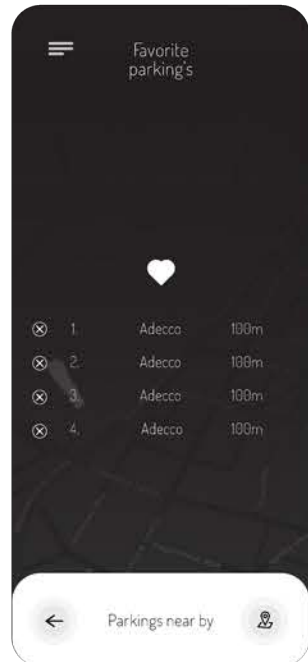 Favorite
parking's
1. Adecco 100m
2. Adecco 100m
3. Adecco 100m
4. Adecco 100m
Parkings near by